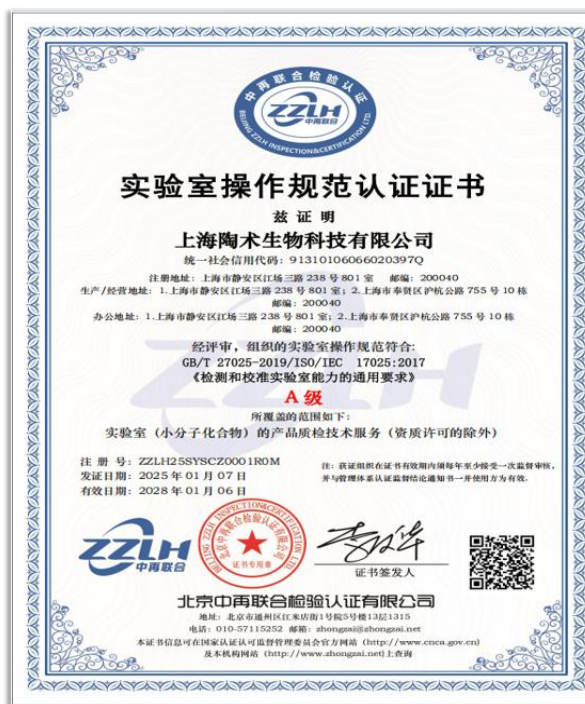 中再联合检验认证
ZZLH
中再联合
BEIJING ZZLH INSPECTION&CERTIFICATION LTD.
实验室操作规范认证证书
兹证明
上海陶术生物科技有限公司
统一社会信用代码：91310106066020397Q
注册地址：上海市静安区江场三路 238 号 801 室 邮编：200040
生产/经营地址：1.上海市静安区江场三路 238 号 801 室；2.上海市奉贤区沪杭公路 755 号 10 栋
邮编：200040
办公地址：1.上海市静安区江场三路 238 号 801 室；2.上海市奉贤区沪杭公路 755 号 10 栋
邮编：200040
经评审，组织的实验室操作规范符合：
GB/T 27025-2019/ISO/IEC 17025:2017
《检测和校准实验室能力的通用要求》
A 级
所覆盖的范围如下：
实验室（小分子化合物）的产品质检技术服务（资质许可的除外）
注 册 号：ZZLH25SYSCZ0001R0M
发证日期：2025 年 01 月 07 日
有效日期：2028 年 01 月 06 日
注：获证组织在证书有效期内须每年至少接受一次监督审核，
并与管理体系认证监督结论通知书一并使用方为有效。
ZZLH
中再联合
BEIJING ZZLH INSPECTION&CERTIFICATION LTD.
北京中再联合检验认证有限公司
证书专用章
证书签发人
北京中再联合检验认证有限公司
地址：北京市通州区江米店街1号院5号楼13层1315
电话：010-57115252 邮箱：zhongzai@zhongzai.net
本证书信息可在国家认证认可监督管理委员会官方网站（http://www.cnca.gov.cn)
及本机构网站（http://www.zhongzai.net)上查询